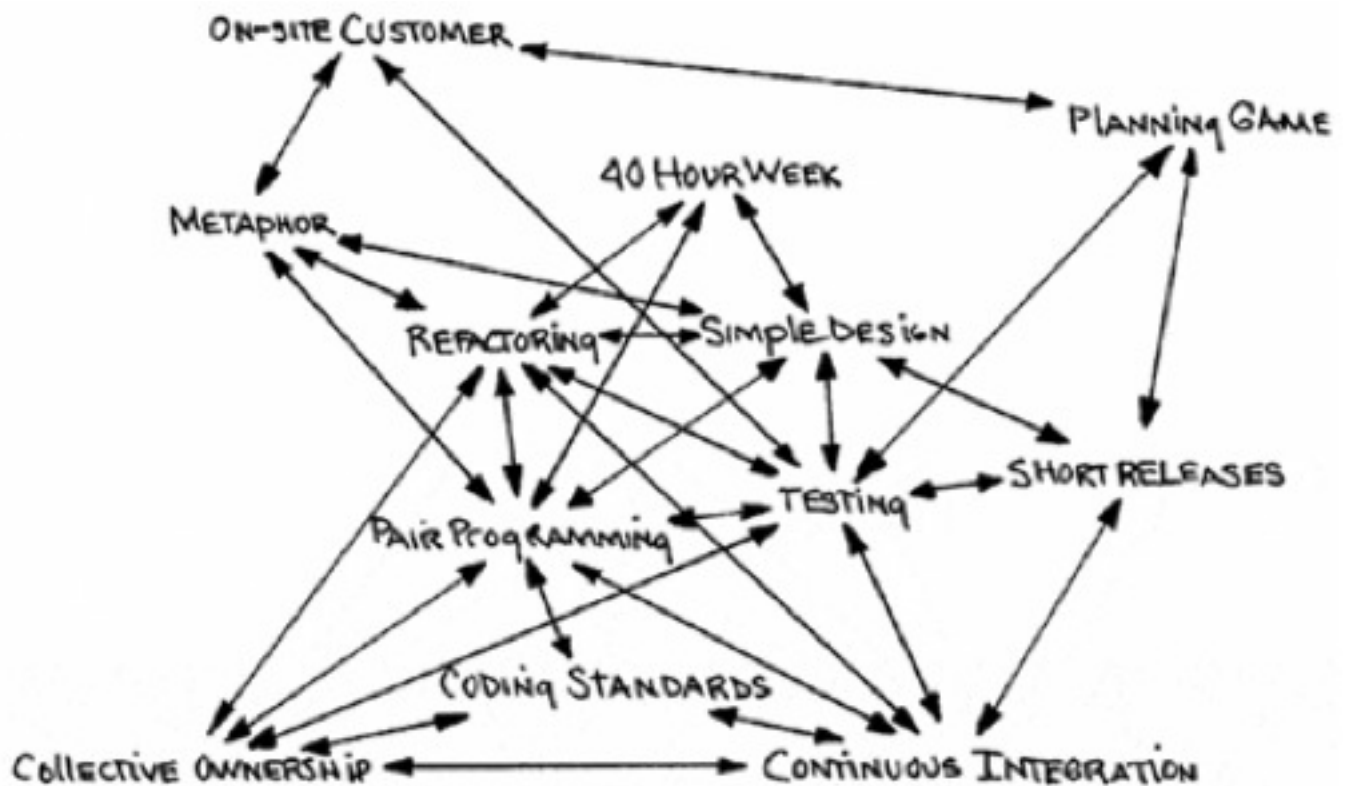 ON-SITE CUSTOMER
PLANNING GAME
40 HOUR WEEK
METAPHOR
REFACTORING
SIMPLE DESIGN
SHORT RELEASES
TESTING
PAIR PROGRAMMING
CODING STANDARDS
COLLECTIVE OWNERSHIP
CONTINUOUS INTEGRATION